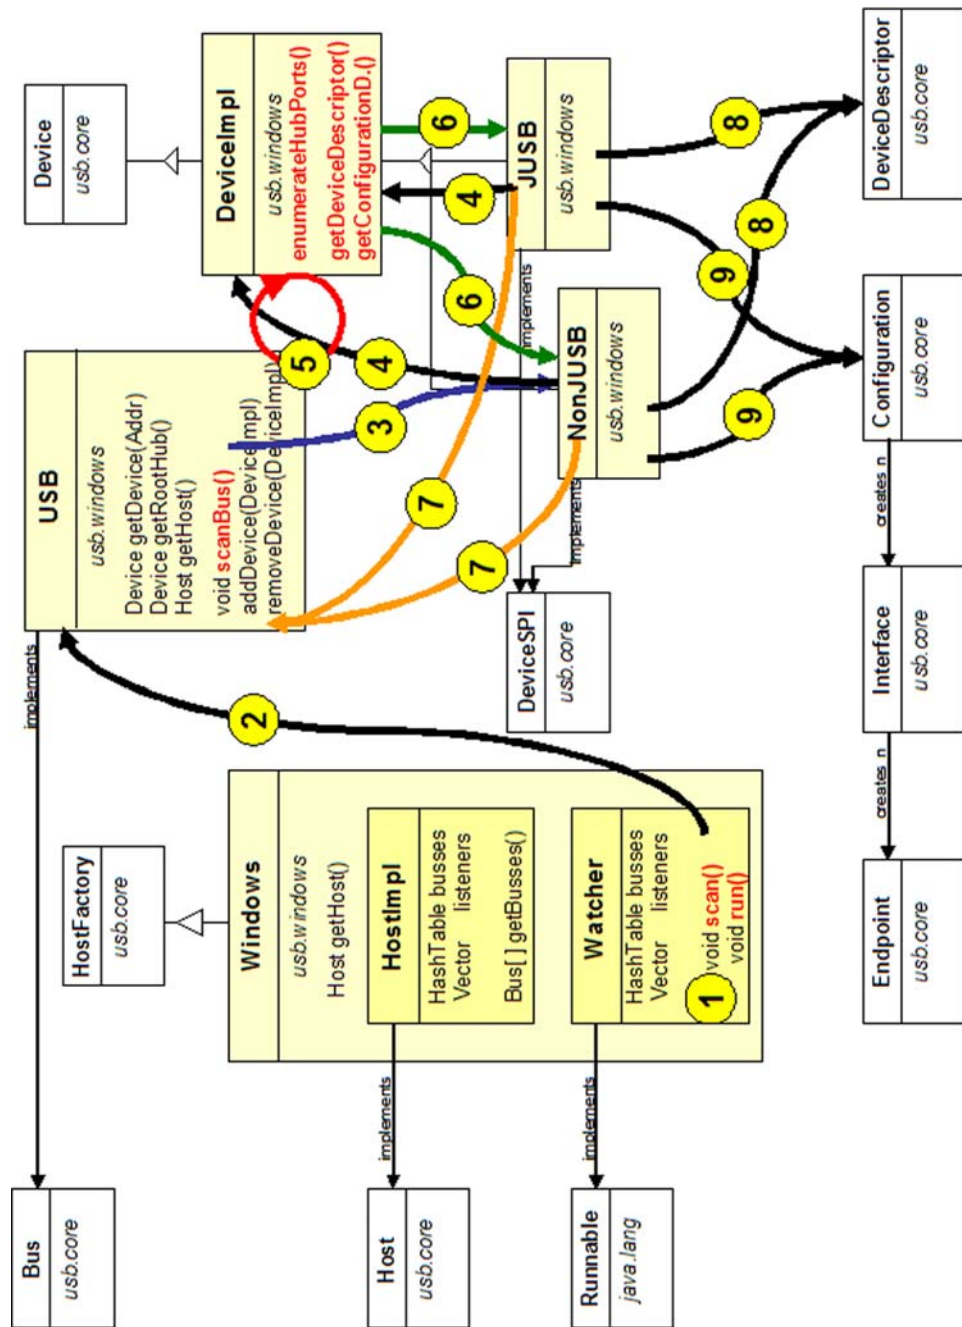 Bus
usb.core
implements
USB
usb.windows
Device getDevice(Addr)
Device getRootHub()
Host getHost()
void scanBus()
addDevice(DeviceImpl)
removeDevice(DeviceImpl)
Device
usb.core
HostFactory
usb.core
DeviceImpl
usb.windows
enumerateHubPorts()
getDeviceDescriptor()
getConfigurationD.()
Windows
usb.windows
Host getHost()
2
5
4
3
6
4
6
7
7
Host
usb.core
implements
HostImpl
HashTable busses
Vector listeners
Bus[ ] getBusses()
DeviceSPI
usb.core
implements
implements
NonJUSB
usb.windows
JUSB
usb.windows
Runnable
java.lang
implements
Watcher
HashTable busses
Vector listeners
1
void scan()
void run()
9
9
8
8
Endpoint
usb.core
creates n
Interface
usb.core
creates n
Configuration
usb.core
DeviceDescriptor
usb.core